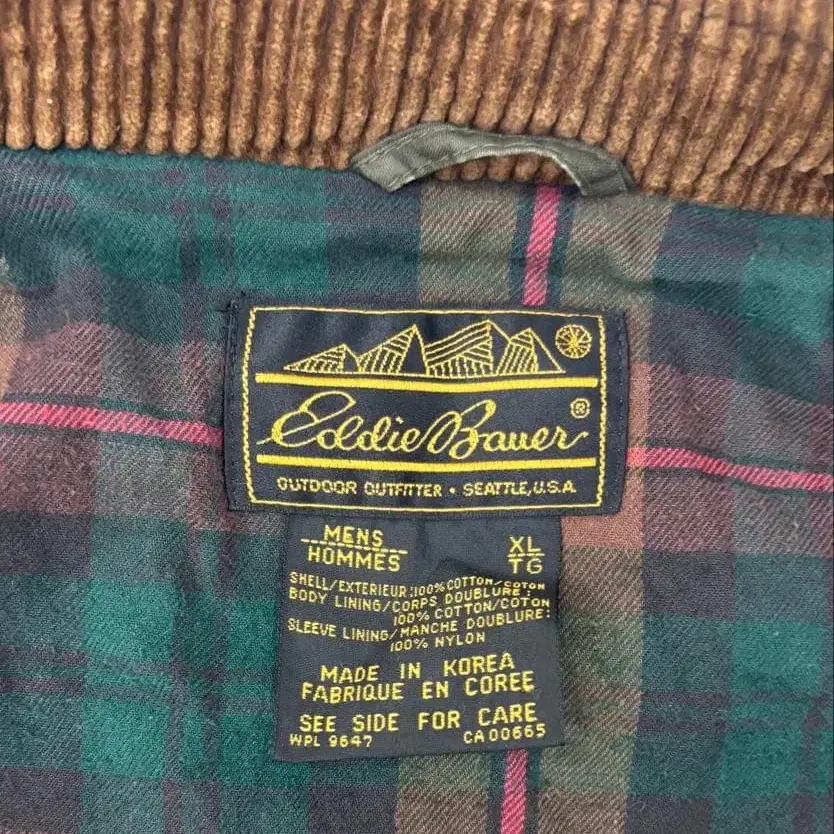 Eddie Bauer®
OUTDOOR OUTFITTER • SEATTLE, U.S.A.
MENS
HOMMES
XL
TG
SHELL/EXTERIEUR:100%COTTON/COTON
BODY LINING/CORPS DOUBLURE:
100% COTTON/COTON
SLEEVE LINING/MANCHE DOUBLURE:
100% NYLON
MADE IN KOREA
FABRIQUE EN COREE
SEE SIDE FOR CARE
WPL 9647 CA00665